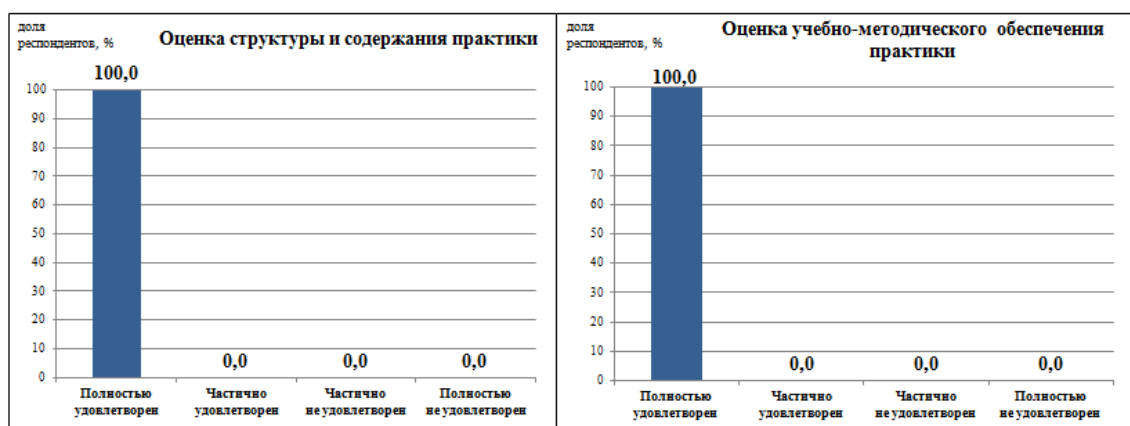 доля
респондентов, %
Оценка структуры и содержания практики
100,0
100
90
80
70
60
50
40
30
20
10
0
0,0 0,0 0,0
Полностью удовлетворен
Частично удовлетворен
Частично не удовлетворен
Полностью не удовлетворен
доля
респондентов, %
Оценка учебно-методического обеспечения
практики
100,0
100
90
80
70
60
50
40
30
20
10
0
0,0 0,0 0,0
Полностью удовлетворен
Частично удовлетворен
Частично не удовлетворен
Полностью не удовлетворен